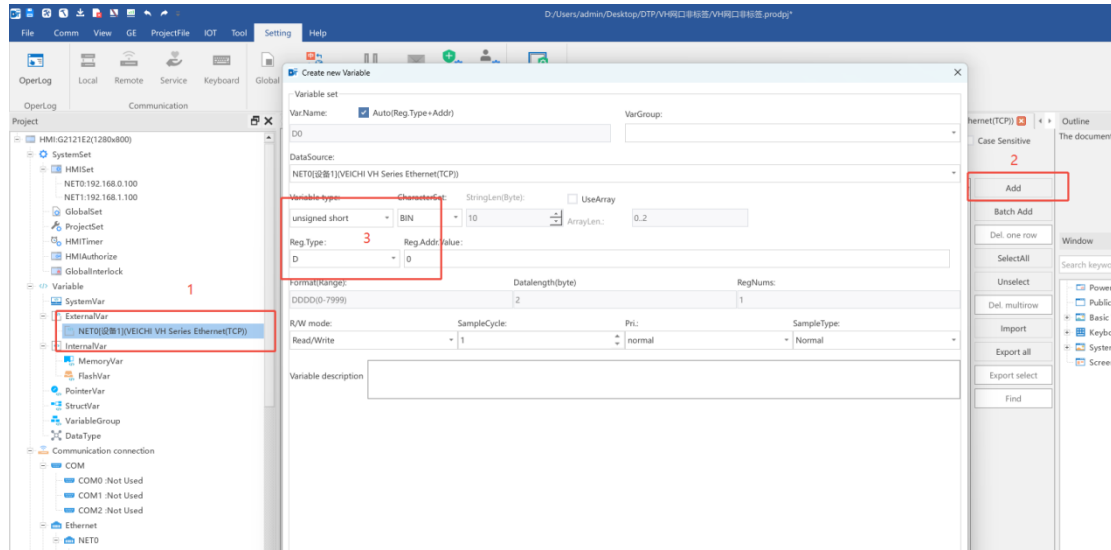 D:/Users/admin/Desktop/DTP/VH网口非标签/VH网口非标签.prodpj*
File Comm View GE ProjectFile IOT Tool Setting Help
OperLog Local Remote Service Keyboard Global
OperLog Communication
Project
HMI:G2121E2(1280x800)
SystemSet
HMISet
NET0:192.168.0.100
NET1:192.168.1.100
GlobalSet
ProjectSet
HMITimer
HMIAuthorize
GlobalInterlock
Variable
1
SystemVar
ExternalVar
NET0[设备1](VEICHI VH Series Ethernet(TCP))
InternalVar
MemoryVar
FlashVar
PointerVar
StructVar
VariableGroup
DataType
Communication connection
COM
COM0 :Not Used
COM1 :Not Used
COM2 :Not Used
Ethernet
NET0
Create new Variable
Variable set
Var.Name: Auto(Reg.Type+Addr) VarGroup:
D0
DataSource:
NET0[设备1](VEICHI VH Series Ethernet(TCP))
Variable type: CharacterSet: StringLen(Byte): UseArray
unsigned short BIN 10 ArrayLen.: 0..2
3
Reg.Type: Reg.Addr.Value:
D 0
Format(Range): Datalength(byte) RegNums:
DDDD(0-7999) 2 1
R/W mode: SampleCycle: Pri.: SampleType:
Read/Write 1 normal Normal
Variable description
hernet(TCP))
Case Sensitive
2
Add
Batch Add
Del. one row
SelectAll
Unselect
Del. multirow
Import
Export all
Export select
Find
Outline
The document
Window
Search keywo
Power
Public
Basic
Keybo
System
Scree